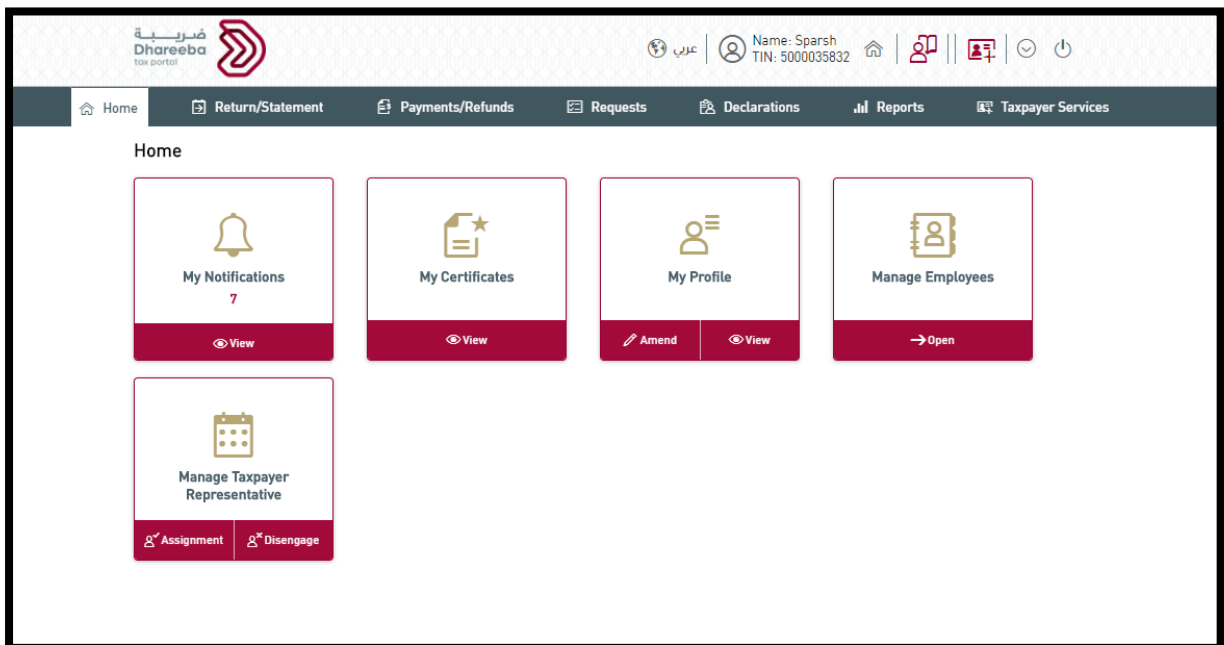 ضريبة
Dhareeba
tax portal
عربي
Name: Sparsh
TIN: 5000035832
Home
Return/Statement
Payments/Refunds
Requests
Declarations
Reports
Taxpayer Services
Home
My Notifications
7
View
My Certificates
View
My Profile
Amend
View
Manage Employees
Open
Manage Taxpayer
Representative
Assignment
Disengage